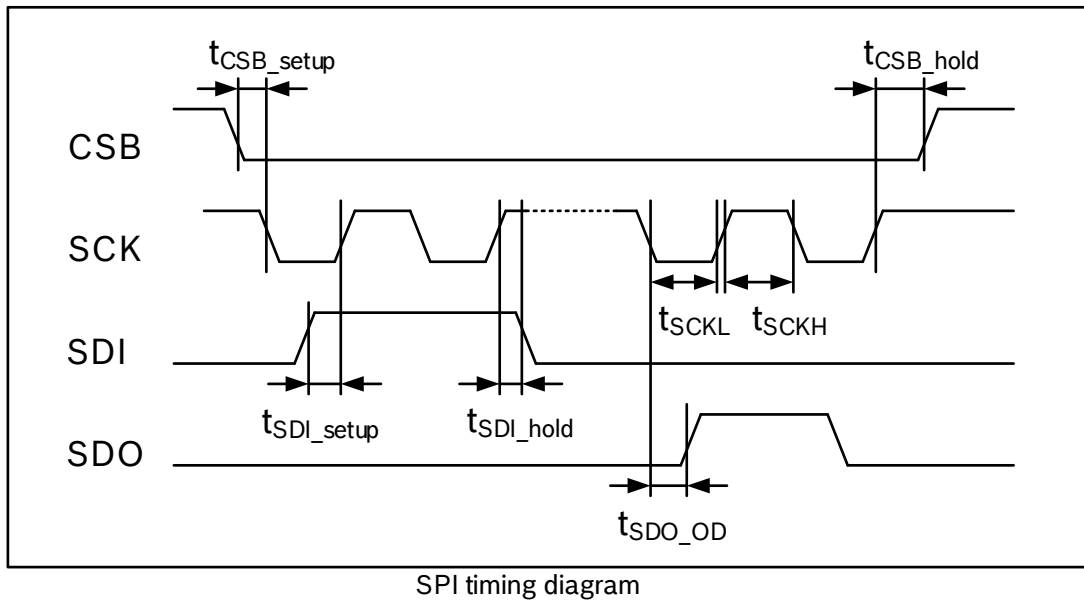 tCSB_setup
tCSB_hold
CSB
SCK
tSCKL
tSCKH
SDI
tSDI_setup
tSDI_hold
SDO
tSDO_OD
SPI timing diagram